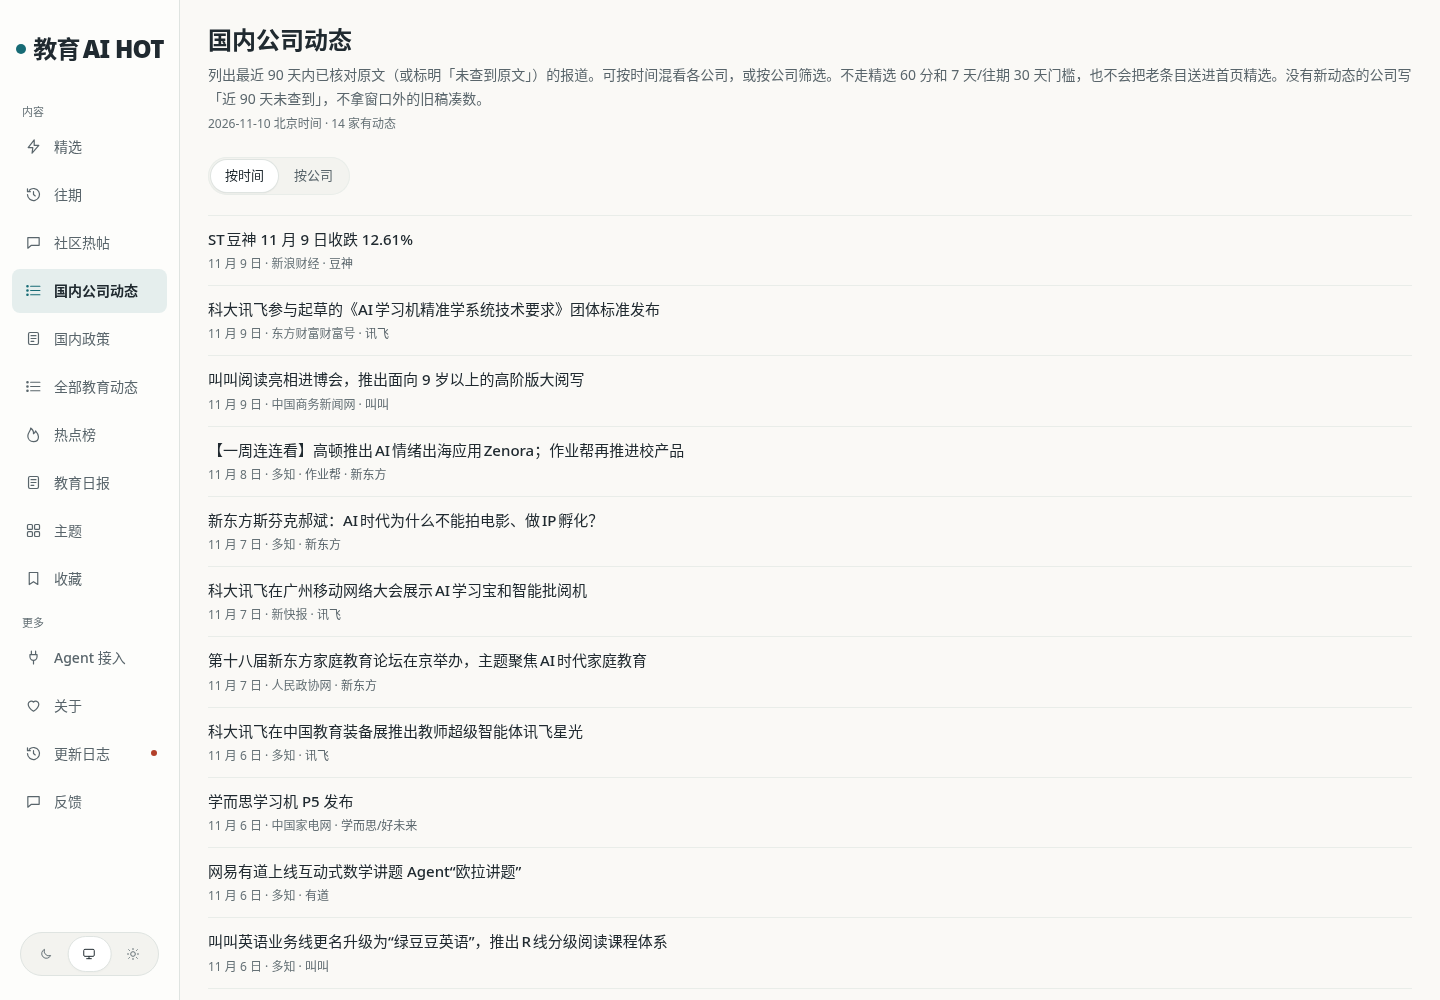 教育 AI HOT
内容
精选
往期
社区热帖
国内公司动态
国内政策
全部教育动态
热点榜
教育日报
主题
收藏
更多
Agent 接入
关于
更新日志
反馈
国内公司动态
列出最近 90 天内已核对原文（或标明「未查到原文」）的报道。可按时间混看各公司，或按公司筛选。不走精选 60 分和 7 天/往期 30 天门槛，也不会把老条目送进首页精选。没有新动态的公司写
「近 90 天未查到」，不拿窗口外的旧稿凑数。
2026-11-10 北京时间 · 14 家有动态
按时间
按公司
ST 豆神 11 月 9 日收跌 12.61%
11 月 9 日 · 新浪财经 · 豆神
科大讯飞参与起草的《AI 学习机精准学系统技术要求》团体标准发布
11 月 9 日 · 东方财富财富号 · 讯飞
叫叫阅读亮相进博会，推出面向 9 岁以上的高阶版大阅写
11 月 9 日 · 中国商务新闻网 · 叫叫
【一周连连看】高顿推出 AI 情绪出海应用 Zenora；作业帮再推进校产品
11 月 8 日 · 多知 · 作业帮 · 新东方
新东方斯芬克郝斌：AI 时代为什么不能拍电影、做 IP 孵化？
11 月 7 日 · 多知 · 新东方
科大讯飞在广州移动网络大会展示 AI 学习宝和智能批阅机
11 月 7 日 · 新快报 · 讯飞
第十八届新东方家庭教育论坛在京举办，主题聚焦 AI 时代家庭教育
11 月 7 日 · 人民政协网 · 新东方
科大讯飞在中国教育装备展推出教师超级智能体讯飞星光
11 月 6 日 · 多知 · 讯飞
学而思学习机 P5 发布
11 月 6 日 · 中国家电网 · 学而思/好未来
网易有道上线互动式数学讲题 Agent“欧拉讲题”
11 月 6 日 · 多知 · 有道
叫叫英语业务线更名升级为“绿豆豆英语”，推出 R 线分级阅读课程体系
11 月 6 日 · 多知 · 叫叫